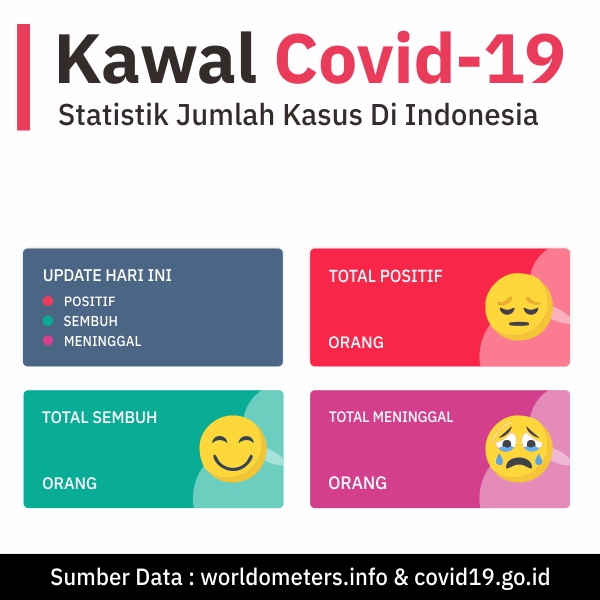 Kawal Covid-19
Statistik Jumlah Kasus Di Indonesia
UPDATE HARI INI
POSITIF
SEMBUH
MENINGGAL
TOTAL POSITIF
ORANG
TOTAL SEMBUH
ORANG
TOTAL MENINGGAL
ORANG
Sumber Data : worldometers.info & covid19.go.id